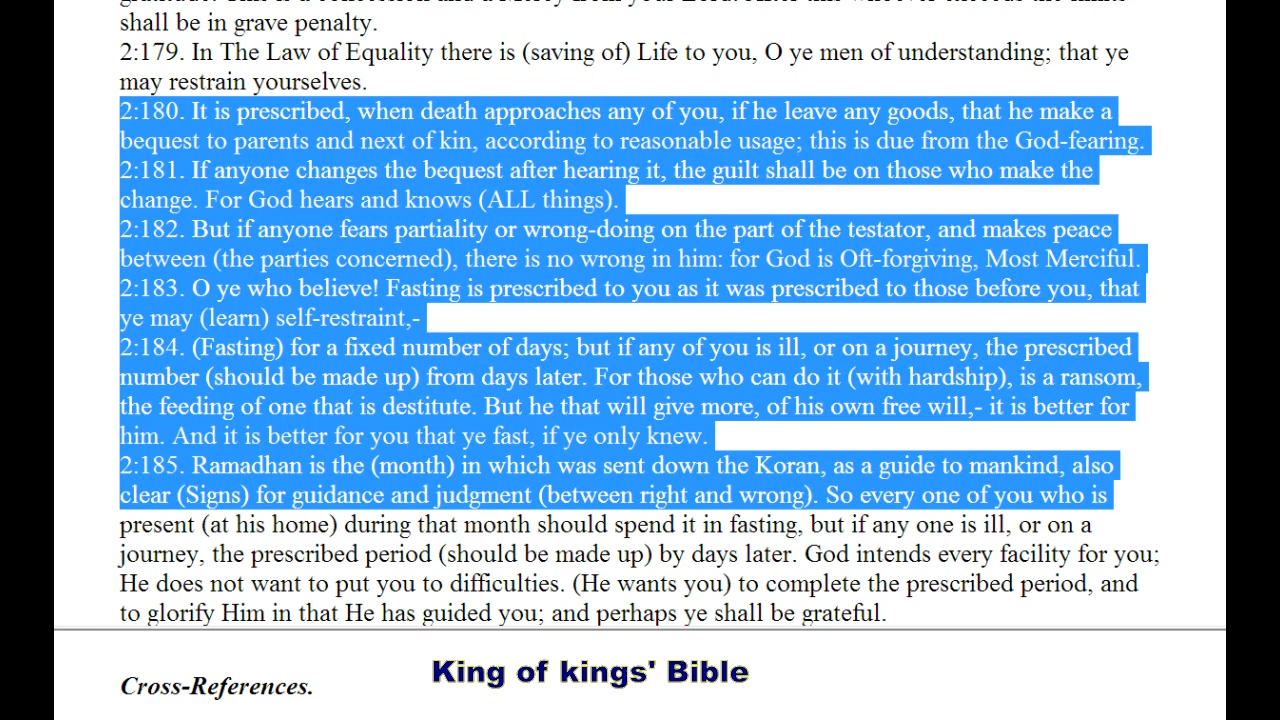 shall be in grave penalty.
2:179. In The Law of Equality there is (saving of) Life to you, O ye men of understanding; that ye
may restrain yourselves.
2:180. It is prescribed, when death approaches any of you, if he leave any goods, that he make a
bequest to parents and next of kin, according to reasonable usage; this is due from the God-fearing.
2:181. If anyone changes the bequest after hearing it, the guilt shall be on those who make the
change. For God hears and knows (ALL things).
2:182. But if anyone fears partiality or wrong-doing on the part of the testator, and makes peace
between (the parties concerned), there is no wrong in him: for God is Oft-forgiving, Most Merciful.
2:183. O ye who believe! Fasting is prescribed to you as it was prescribed to those before you, that
ye may (learn) self-restraint,-
2:184. (Fasting) for a fixed number of days; but if any of you is ill, or on a journey, the prescribed
number (should be made up) from days later. For those who can do it (with hardship), is a ransom,
the feeding of one that is destitute. But he that will give more, of his own free will,- it is better for
him. And it is better for you that ye fast, if ye only knew.
2:185. Ramadhan is the (month) in which was sent down the Koran, as a guide to mankind, also
clear (Signs) for guidance and judgment (between right and wrong). So every one of you who is
present (at his home) during that month should spend it in fasting, but if any one is ill, or on a
journey, the prescribed period (should be made up) by days later. God intends every facility for you;
He does not want to put you to difficulties. (He wants you) to complete the prescribed period, and
to glorify Him in that He has guided you; and perhaps ye shall be grateful.
King of kings' Bible
Cross-References.